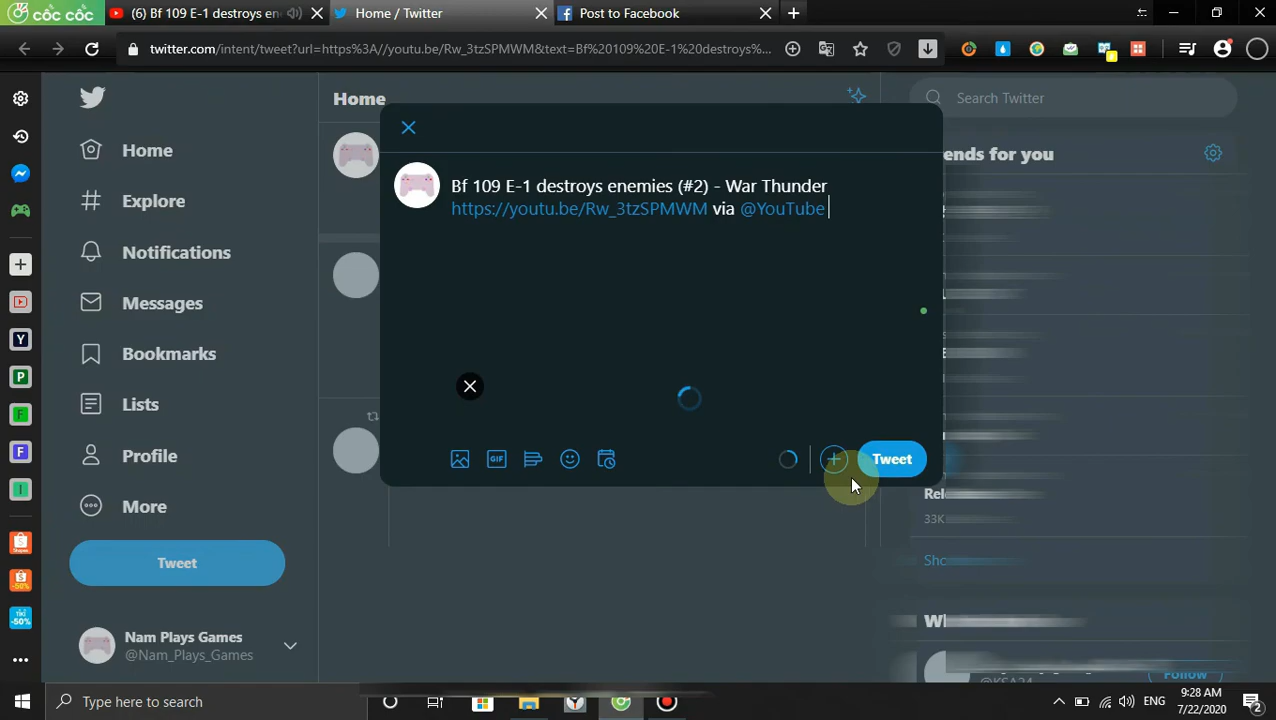 cốc cốc
(6) Bf 109 E-1 destroys en
Home / Twitter
Post to Facebook
twitter.com/intent/tweet?url=https%3A//youtu.be/Rw_3tzSPMWM&text=Bf%20109%20E-1%20destroys%...
Home
Search Twitter
Home
ends for you
Explore
Bf 109 E-1 destroys enemies (#2) - War Thunder
https://youtu.be/Rw_3tzSPMWM via @YouTube
Notifications
Messages
Bookmarks
Lists
GIF
Tweet
Profile
More
33K
Tweet
Nam Plays Games
@Nam_Plays_Games
@KSA24
Follow
Type here to search
ENG
9:28 AM
7/22/2020
2